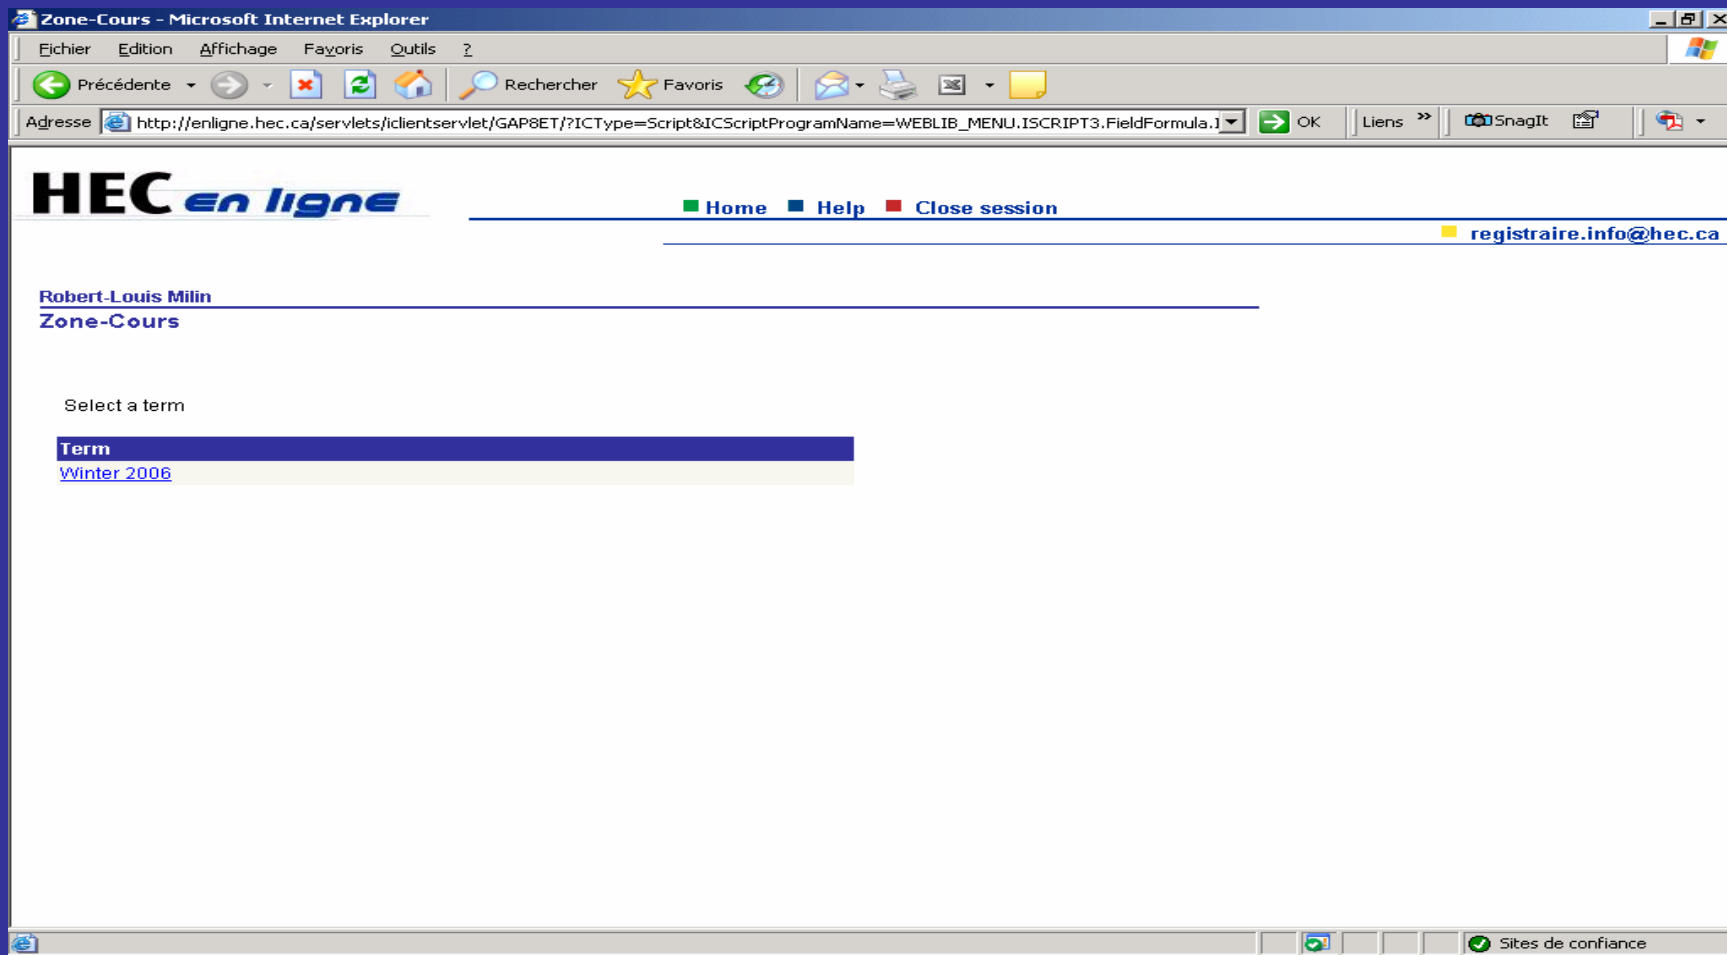 Zone-Cours - Microsoft Internet Explorer
Fichier Edition Affichage Favoris Outils ?
Précédente Rechercher Favoris
Adresse http://enligne.hec.ca/servlets/iclientservlet/GAP8ET/?ICType=Script&ICScriptProgramName=WEBLIB_MENU.ISCRIPT3.FieldFormula. OK Liens » SnagIt
HEC en ligne
Home Help Close session
registraire.info@hec.ca
Robert-Louis Milin
Zone-Cours
Select a term
Term
Winter 2006
Sites de confiance